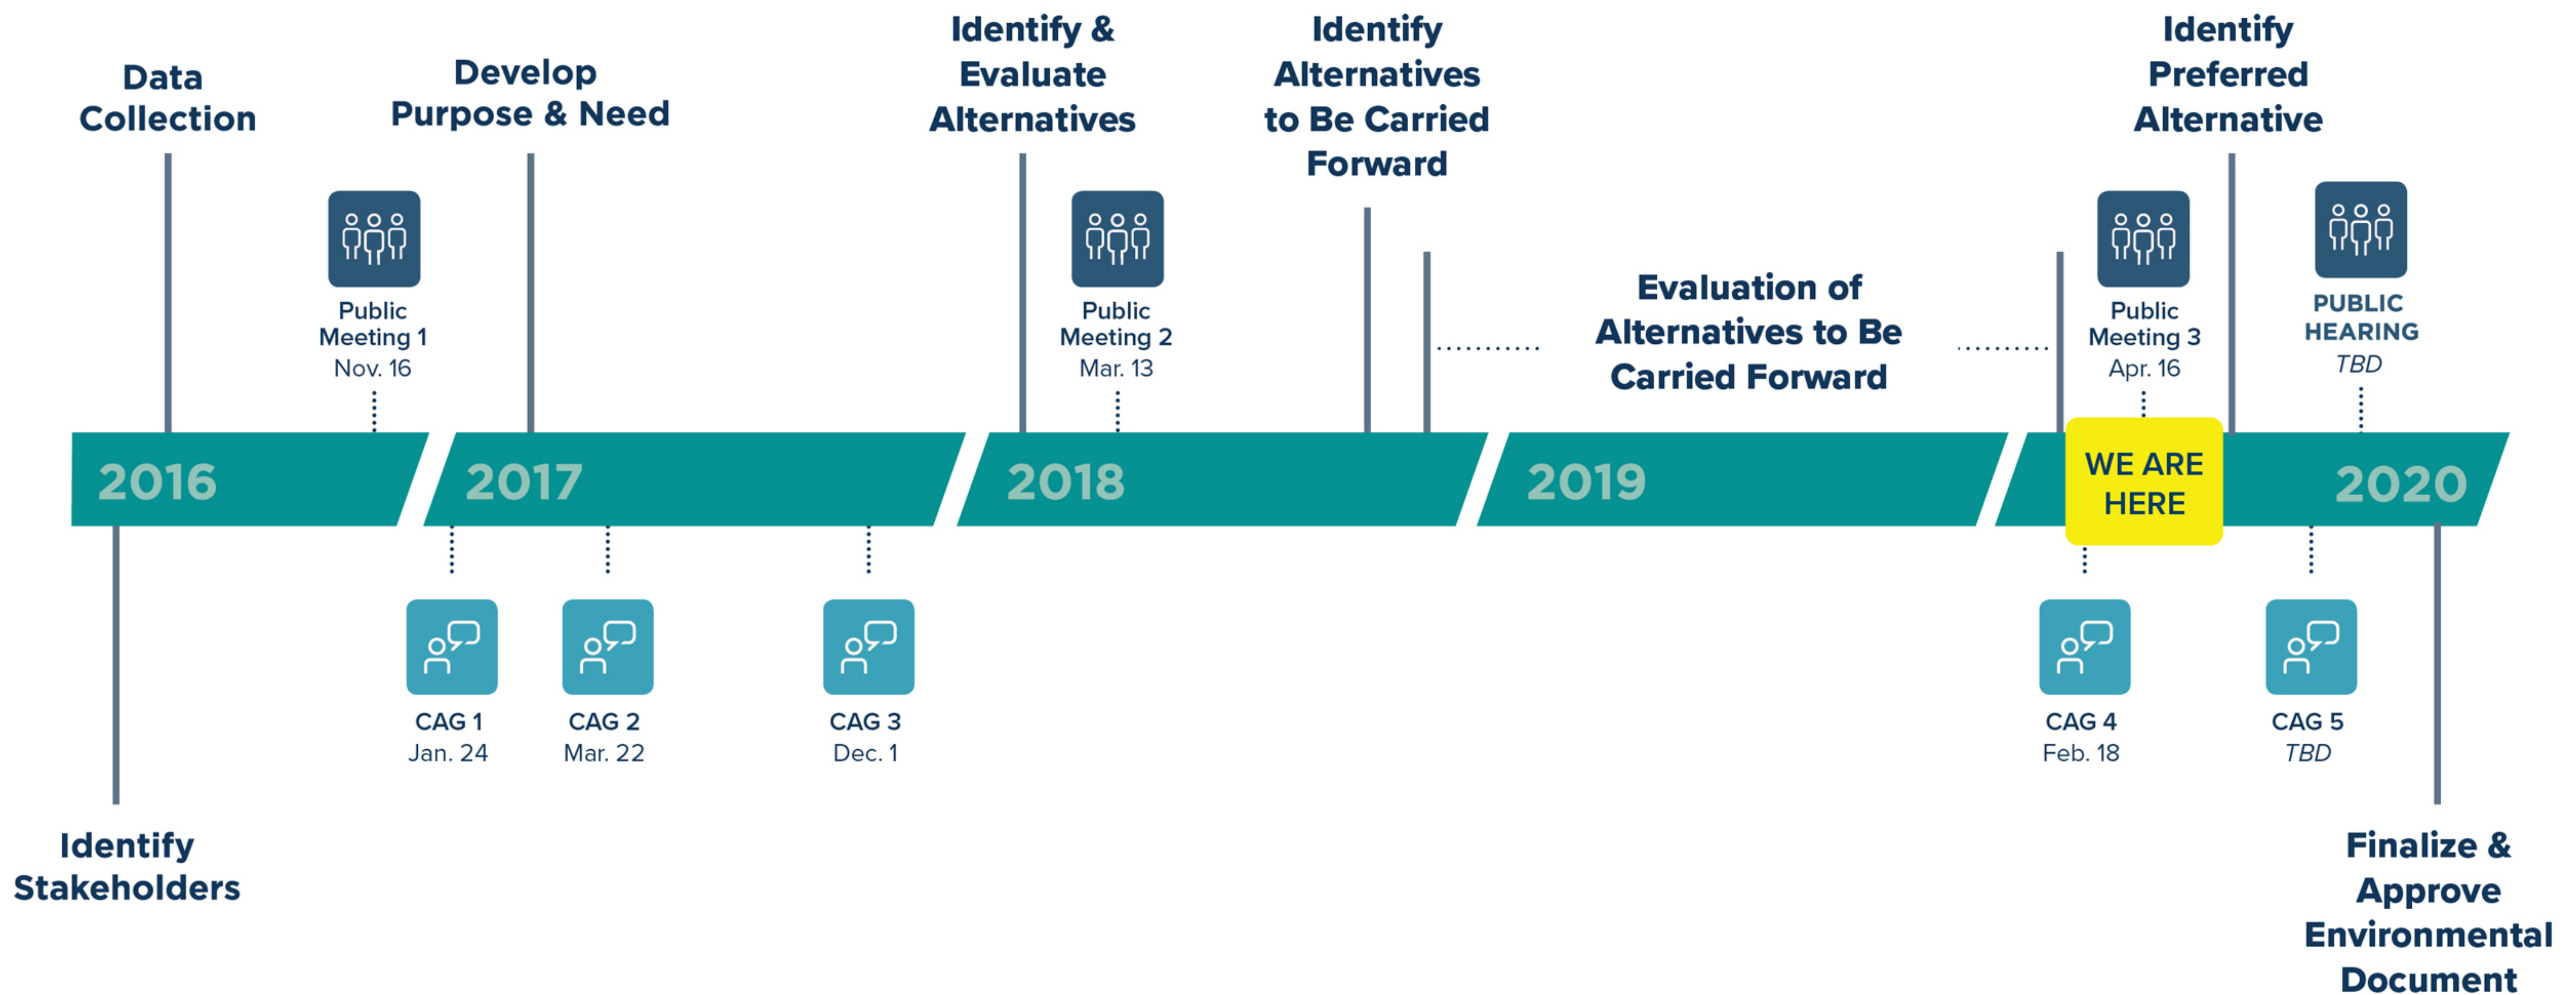 Data
Collection
Develop
Purpose & Need
Identify &
Evaluate
Alternatives
Identify
Alternatives
to Be Carried
Forward
Identify
Preferred
Alternative
Public
Meeting 1
Nov. 16
Public
Meeting 2
Mar. 13
Evaluation of
Alternatives to Be
Carried Forward
Public
Meeting 3
Apr. 16
PUBLIC
HEARING
TBD
2016
2017
2018
2019
WE ARE
HERE
2020
CAG 1
Jan. 24
CAG 2
Mar. 22
CAG 3
Dec. 1
CAG 4
Feb. 18
CAG 5
TBD
Identify
Stakeholders
Finalize &
Approve
Environmental
Document